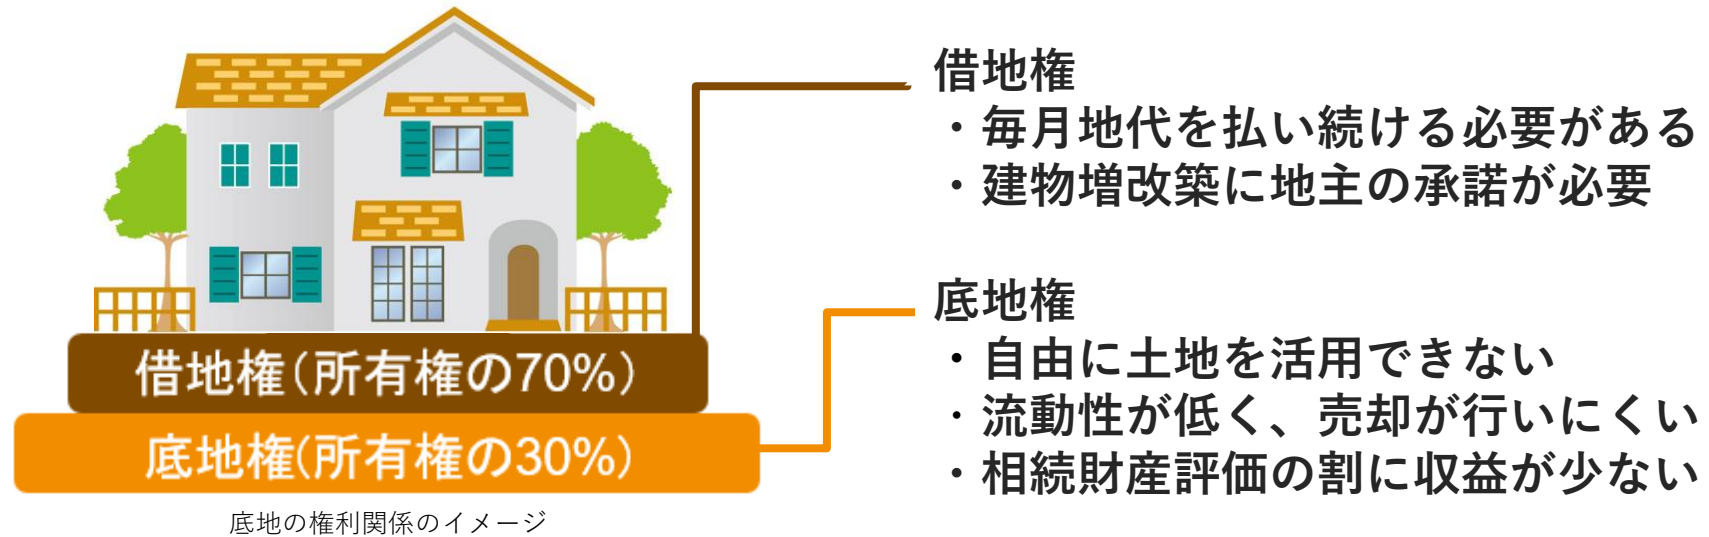 借地権
・毎月地代を払い続ける必要がある
・建物増改築に地主の承諾が必要
底地権
・自由に土地を活用できない
・流動性が低く、売却が行いにくい
・相続財産評価の割に収益が少ない
借地権(所有権の70%)
底地権(所有権の30%)
底地の権利関係のイメージ